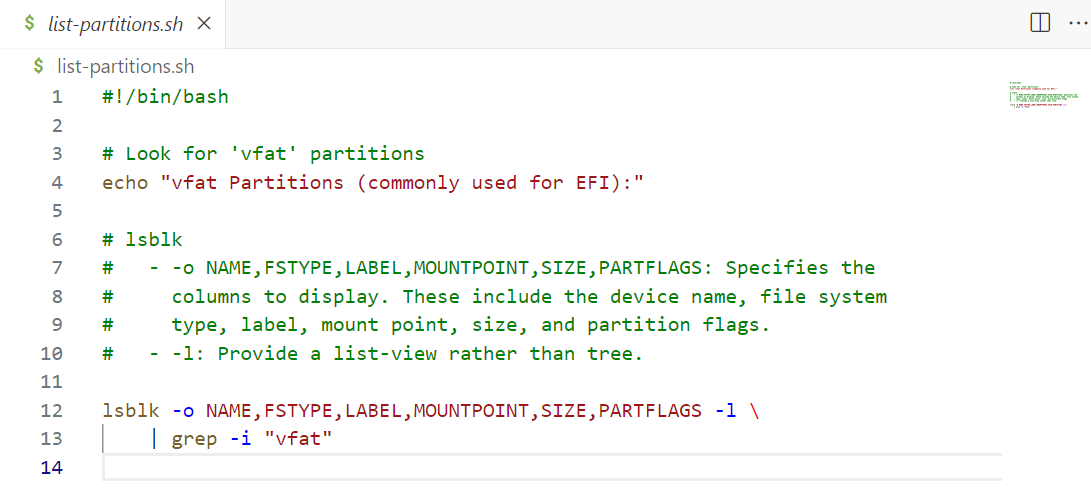 $ list-partitions.sh ×
$ list-partitions.sh
1 #!/bin/bash
2
3 # Look for 'vfat' partitions
4 echo "vfat Partitions (commonly used for EFI):"
5
6 # lsblk
7 #   - -o NAME,FSTYPE,LABEL,MOUNTPOINT,SIZE,PARTFLAGS: Specifies the
8 #     columns to display. These include the device name, file system
9 #     type, label, mount point, size, and partition flags.
10 #   - -l: Provide a list-view rather than tree.
11
12 lsblk -o NAME,FSTYPE,LABEL,MOUNTPOINT,SIZE,PARTFLAGS -l \
13     | grep -i "vfat"
14